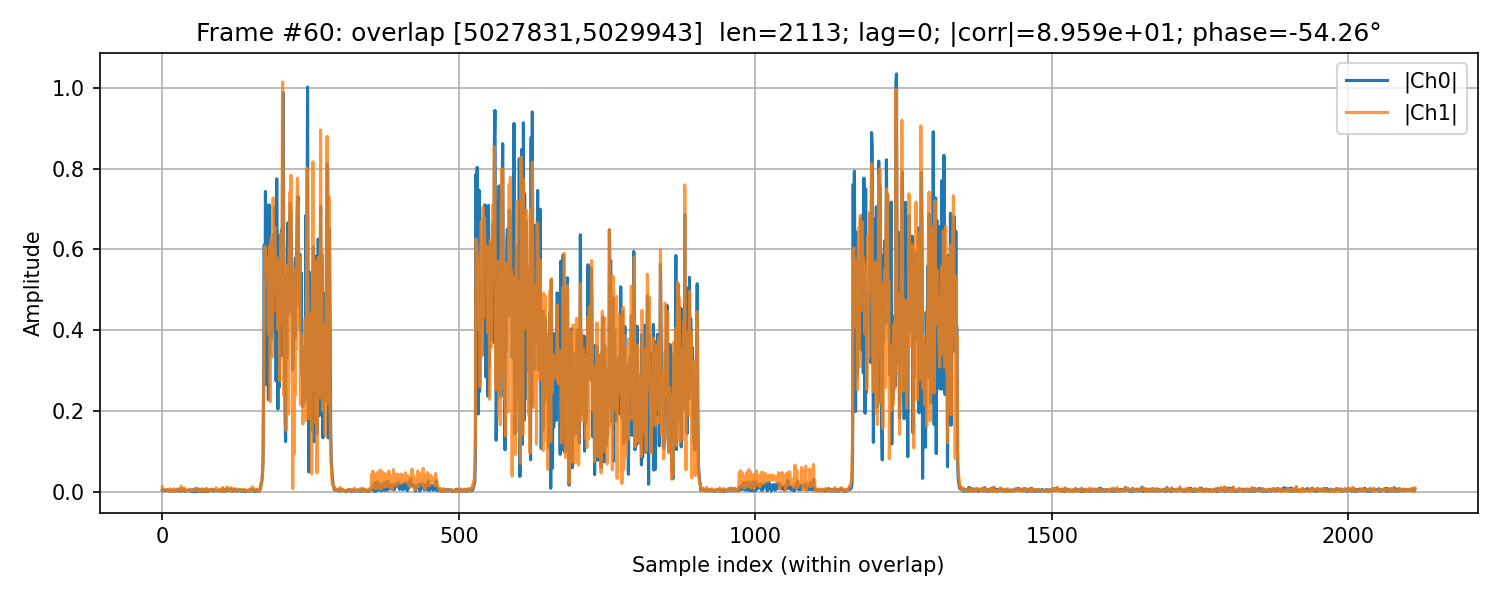 Frame #60: overlap [5027831,5029943]  len=2113; lag=0; |corr|=8.959e+01; phase=-54.26°
|Ch0|
|Ch1|
1.0
0.8
0.6
0.4
0.2
0.0
Amplitude
0
500
1000
1500
2000
Sample index (within overlap)